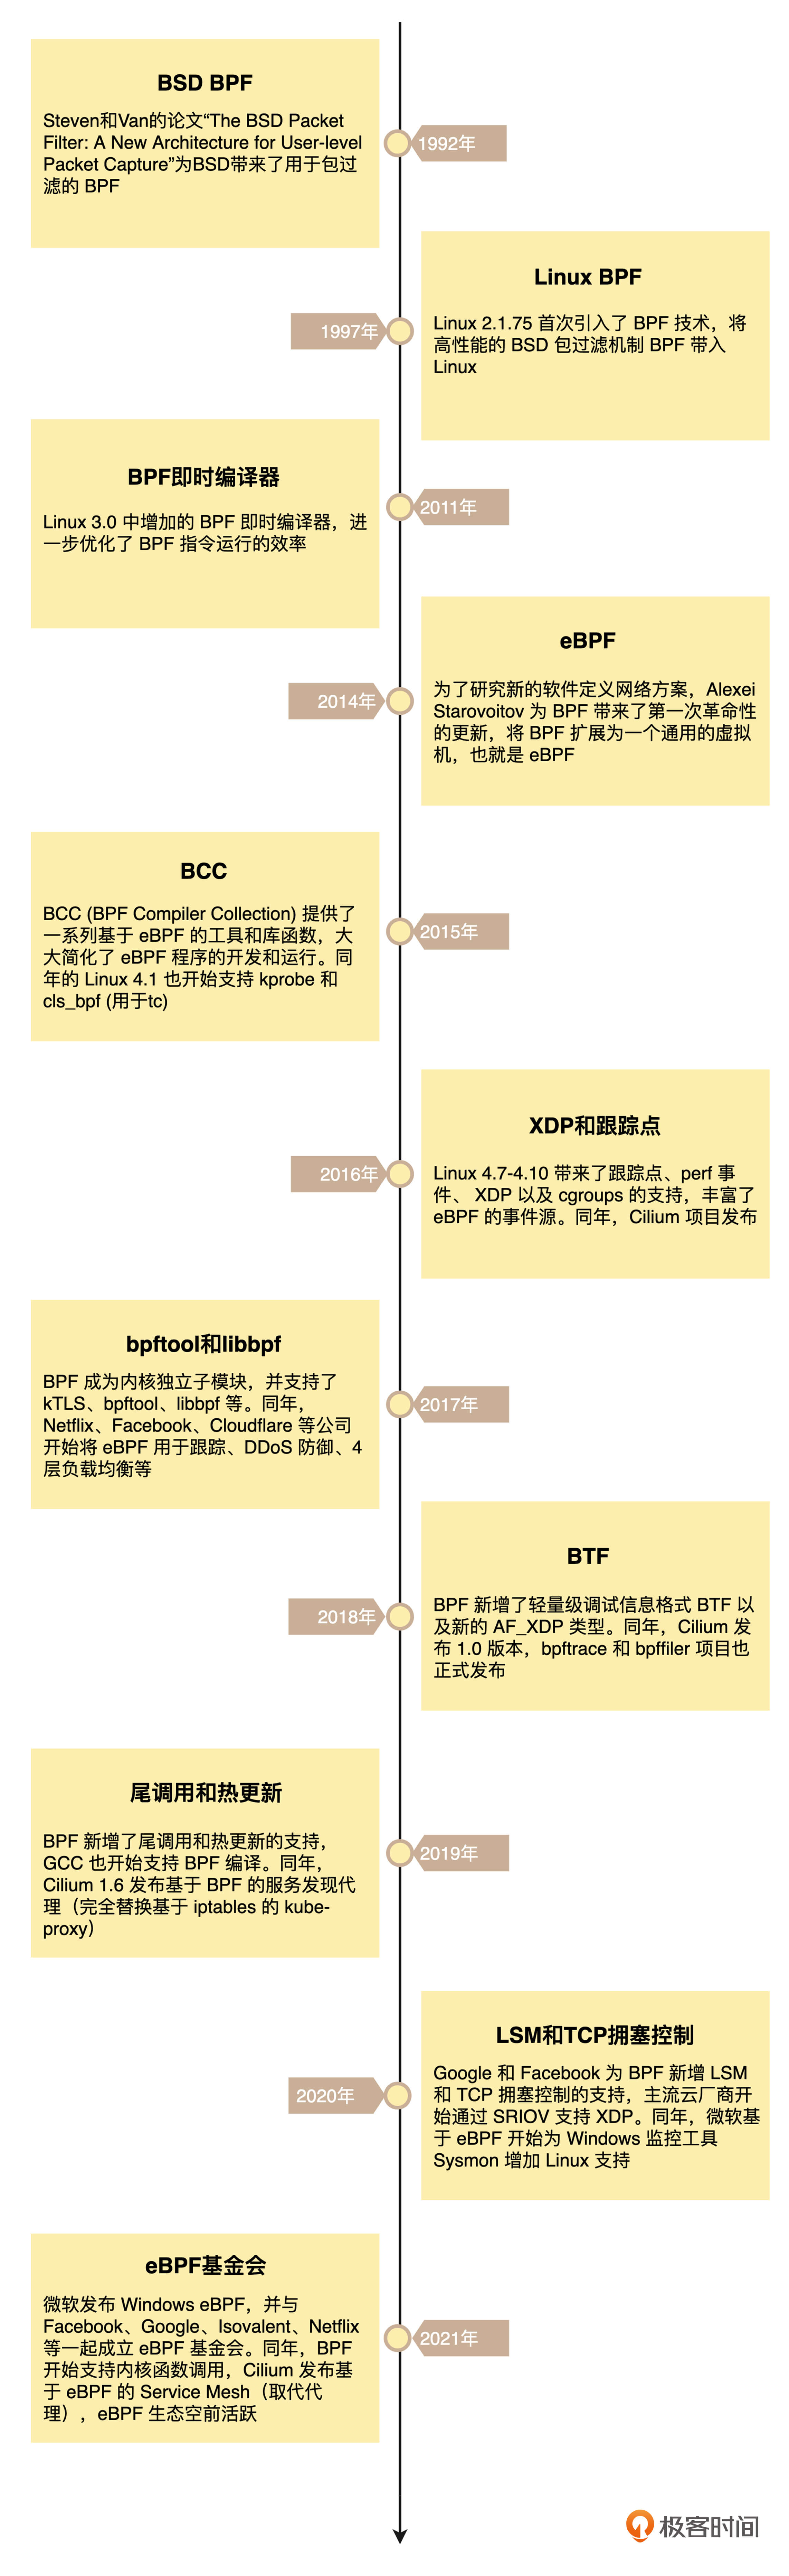 BSD BPF
Steven和Van的论文“The BSD Packet
Filter: A New Architecture for User-level
Packet Capture”为BSD带来了用于包过
滤的 BPF
1992年
Linux BPF
Linux 2.1.75 首次引入了 BPF 技术，将
高性能的 BSD 包过滤机制 BPF 带入
Linux
1997年
BPF即时编译器
Linux 3.0 中增加的 BPF 即时编译器，进
一步优化了 BPF 指令运行的效率
2011年
eBPF
为了研究新的软件定义网络方案，Alexei
Starovoitov 为 BPF 带来了第一次革命性
的更新，将 BPF 扩展为一个通用的虚拟
机，也就是 eBPF
2014年
BCC
BCC (BPF Compiler Collection) 提供了
一系列基于 eBPF 的工具和库函数，大
大简化了 eBPF 程序的开发和运行。同
年的 Linux 4.1 也开始支持 kprobe 和
cls_bpf (用于tc)
2015年
XDP和跟踪点
Linux 4.7-4.10 带来了跟踪点、perf 事
件、 XDP 以及 cgroups 的支持，丰富了
eBPF 的事件源。同年，Cilium 项目发布
2016年
bpftool和libbpf
BPF 成为内核独立子模块，并支持了
kTLS、bpftool、libbpf 等。同年，
Netflix、Facebook、Cloudflare 等公司
开始将 eBPF 用于跟踪、DDoS 防御、4
层负载均衡等
2017年
BTF
BPF 新增了轻量级调试信息格式 BTF 以
及新的 AF_XDP 类型。同年，Cilium 发
布 1.0 版本，bpftrace 和 bpffiler 项目也
正式发布
2018年
尾调用和热更新
BPF 新增了尾调用和热更新的支持，
GCC 也开始支持 BPF 编译。同年，
Cilium 1.6 发布基于 BPF 的服务发现代
理（完全替换基于 iptables 的 kube-
proxy）
2019年
LSM和TCP拥塞控制
Google 和 Facebook 为 BPF 新增 LSM
和 TCP 拥塞控制的支持，主流云厂商开
始通过 SRIOV 支持 XDP。同年，微软基
于 eBPF 开始为 Windows 监控工具
Sysmon 增加 Linux 支持
2020年
eBPF基金会
微软发布 Windows eBPF，并与
Facebook、Google、Isovalent、Netflix
等一起成立 eBPF 基金会。同年，BPF
开始支持内核函数调用，Cilium 发布基
于 eBPF 的 Service Mesh（取代代
理），eBPF 生态空前活跃
2021年
极客时间